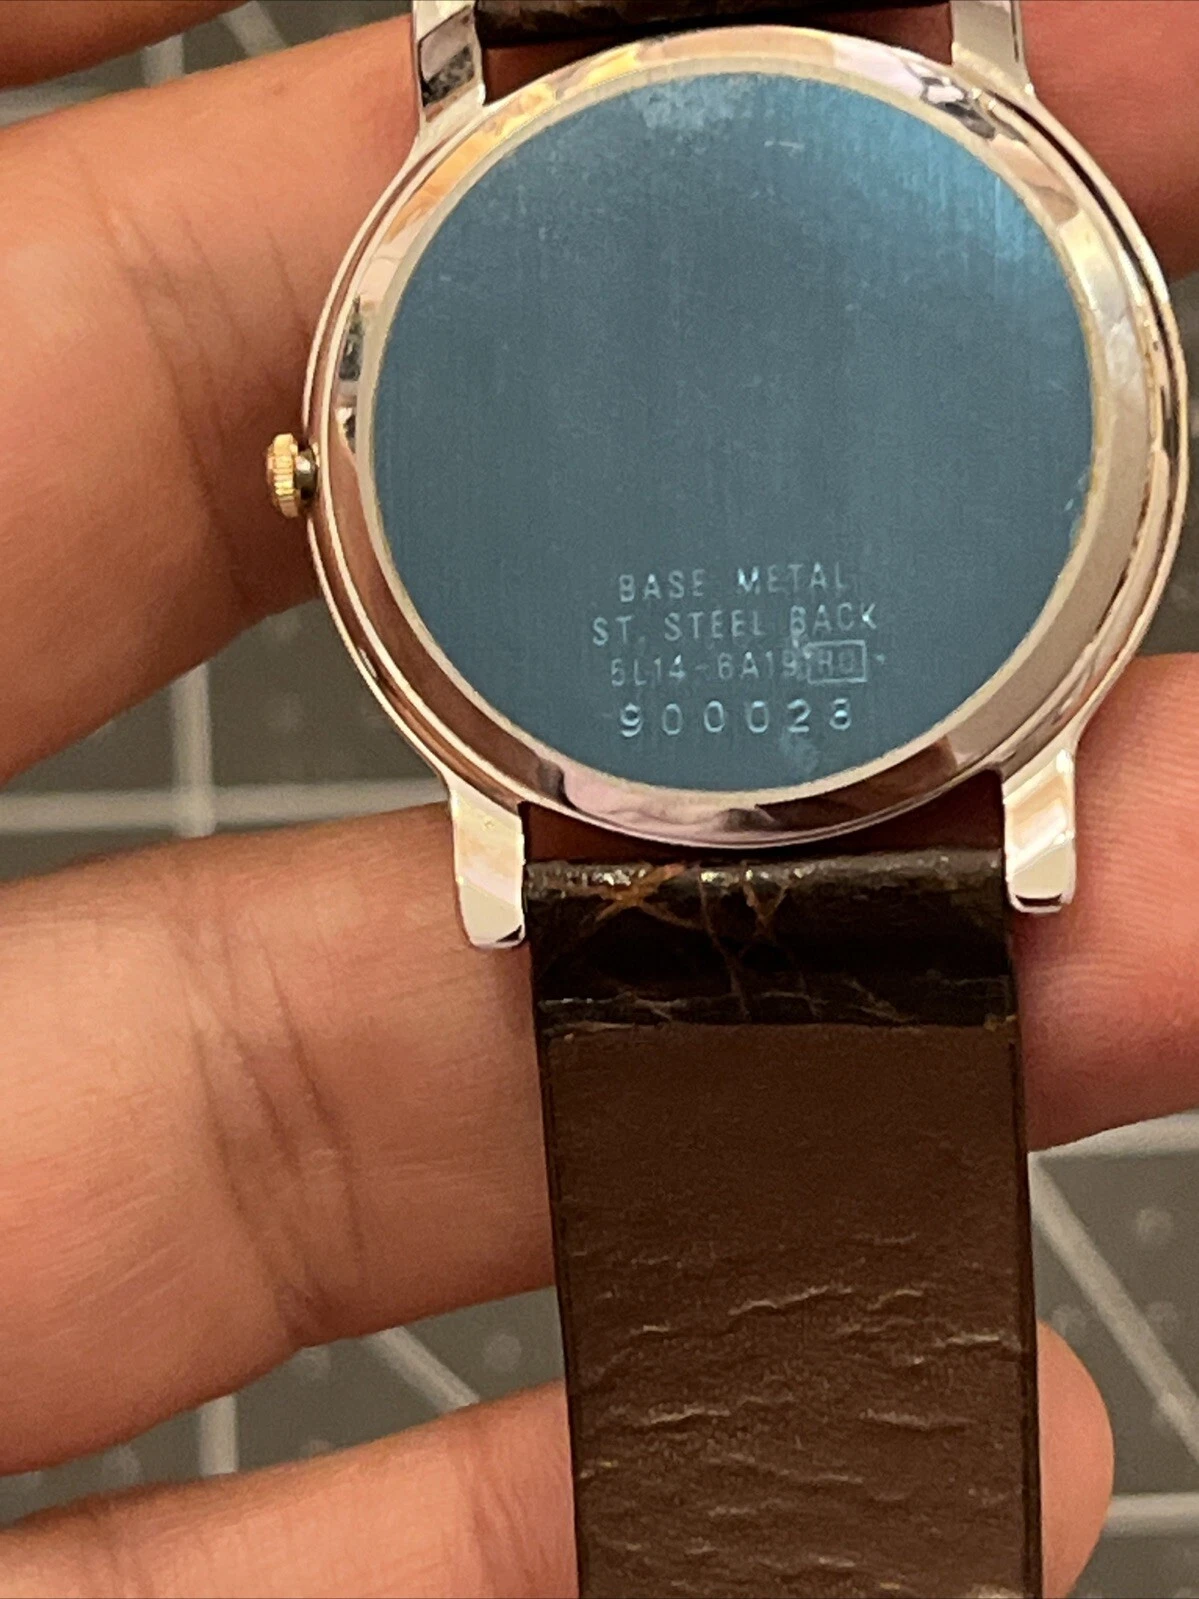 BASE METAL
ST. STEEL BACK
5L14-6A19 R0
900028